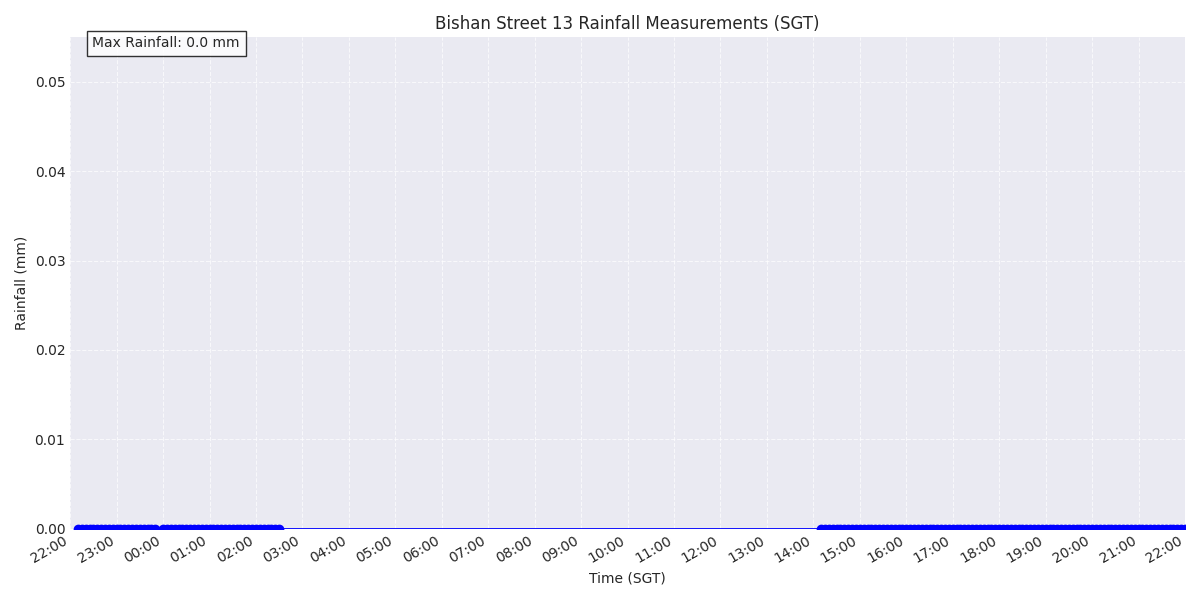 Bishan Street 13 Rainfall Measurements (SGT)
Max Rainfall: 0.0 mm
Rainfall (mm)
0.05
0.04
0.03
0.02
0.01
0.00
22:00 23:00 00:00 01:00 02:00 03:00 04:00 05:00 06:00 07:00 08:00 09:00 10:00 11:00 12:00 13:00 14:00 15:00 16:00 17:00 18:00 19:00 20:00 21:00 22:00
Time (SGT)